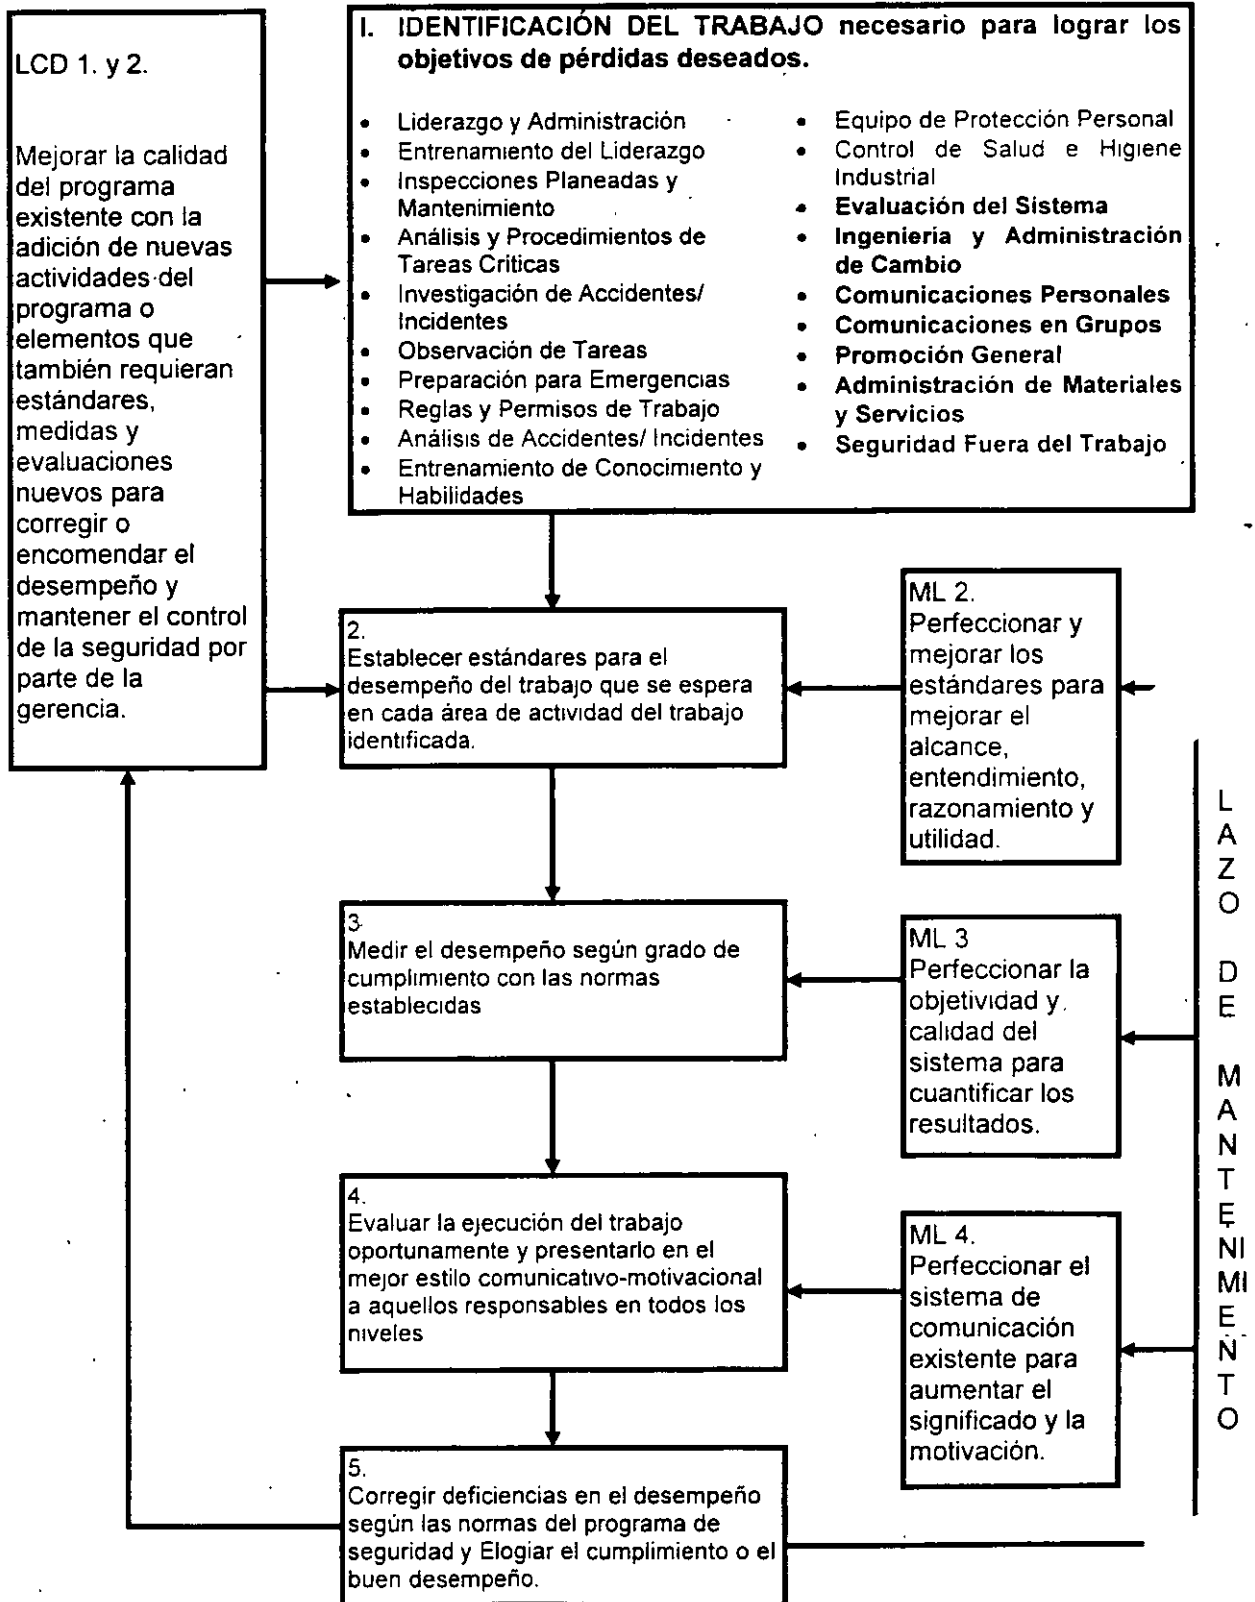 LCD 1. y 2.
Mejorar la calidad
del programa
existente con la
adición de nuevas
actividades del
programa o
elementos que
también requieran
estándares,
medidas y
evaluaciones
nuevos para
corregir o
encomendar el
desempeño y
mantener el control
de la seguridad por
parte de la
gerencia.
I. IDENTIFICACIÓN DEL TRABAJO necesario para lograr los
objetivos de pérdidas deseados.
• Liderazgo y Administración
• Entrenamiento del Liderazgo
• Inspecciones Planeadas y
Mantenimiento
• Análisis y Procedimientos de
Tareas Criticas
• Investigación de Accidentes/
Incidentes
• Observación de Tareas
• Preparación para Emergencias
• Reglas y Permisos de Trabajo
• Análisis de Accidentes/ Incidentes
• Entrenamiento de Conocimiento y
Habilidades
• Equipo de Protección Personal
• Control de Salud e Higiene
Industrial
• Evaluación del Sistema
• Ingeniería y Administración
de Cambio
• Comunicaciones Personales
• Comunicaciones en Grupos
• Promoción General
• Administración de Materiales
y Servicios
• Seguridad Fuera del Trabajo
2.
Establecer estándares para el
desempeño del trabajo que se espera
en cada área de actividad del trabajo
identificada.
ML 2.
Perfeccionar y
mejorar los
estándares para
mejorar el
alcance,
entendimiento,
razonamiento y
utilidad.
3.
Medir el desempeño según grado de
cumplimiento con las normas
establecidas
ML 3
Perfeccionar la
objetividad y
calidad del
sistema para
cuantificar los
resultados.
4.
Evaluar la ejecución del trabajo
oportunamente y presentarlo en el
mejor estilo comunicativo-motivacional
a aquellos responsables en todos los
niveles
ML 4.
Perfeccionar el
sistema de
comunicación
existente para
aumentar el
significado y la
motivación.
5.
Corregir deficiencias en el desempeño
según las normas del programa de
seguridad y Elogiar el cumplimiento o el
buen desempeño.
LAZO DE MANTENIMIENTO